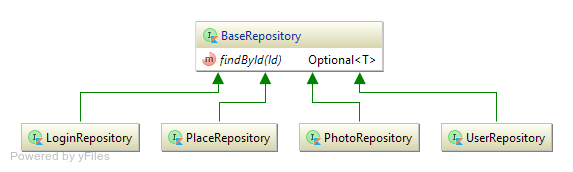 BaseRepository
findById(Id) Optional<T>
LoginRepository PlaceRepository PhotoRepository UserRepository
Powered by yFiles